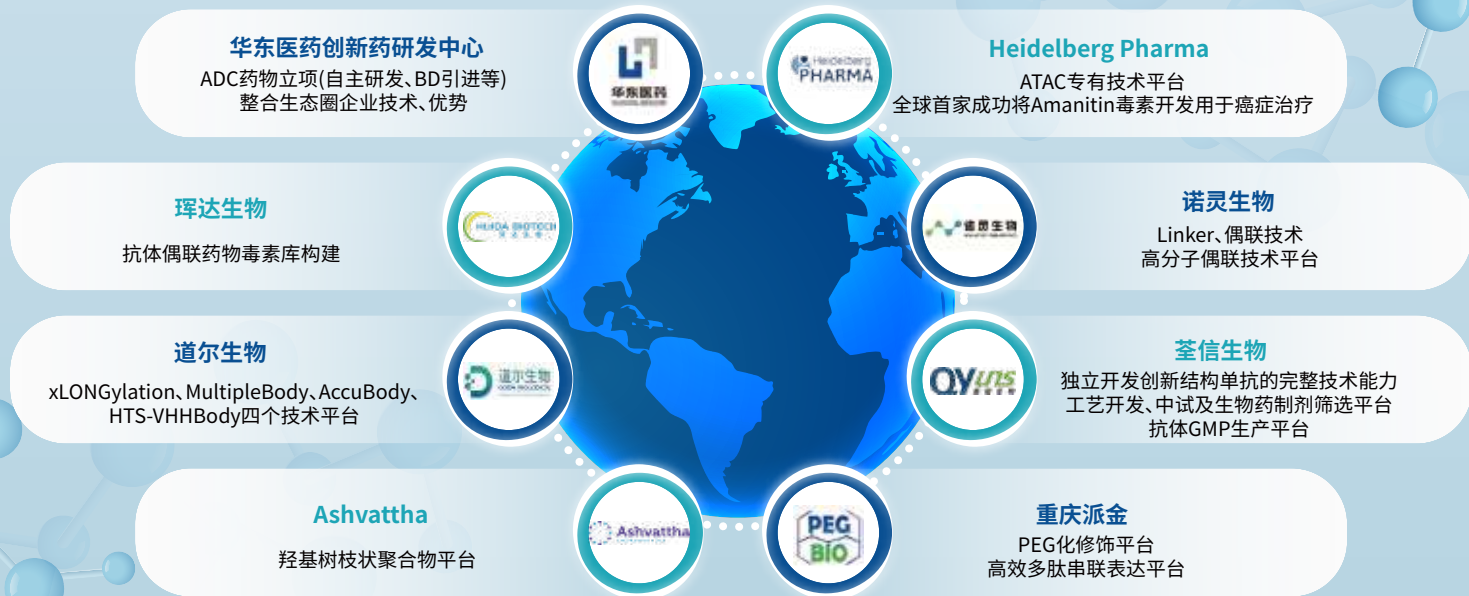 华东医药创新药研发中心
ADC药物立项(自主研发、BD引进等)
整合生态圈企业技术、优势
华东医药
Heidelberg
PHARMA
Heidelberg Pharma
ATAC专有技术平台
全球首家成功将Amanitin毒素开发用于癌症治疗
珲达生物
抗体偶联药物毒素库构建
HUIDA BIOTECH
诺灵生物
诺灵生物
Linker、偶联技术
高分子偶联技术平台
道尔生物
xLONGylation、MultipleBody、AccuBody、
HTS-VHHBody四个技术平台
道尔生物
QYuns
荃信生物
独立开发创新结构单抗的完整技术能力
工艺开发、中试及生物药制剂筛选平台
抗体GMP生产平台
Ashvattha
羟基树枝状聚合物平台
Ashvattha
PEG
BIO
重庆派金
PEG化修饰平台
高效多肽串联表达平台